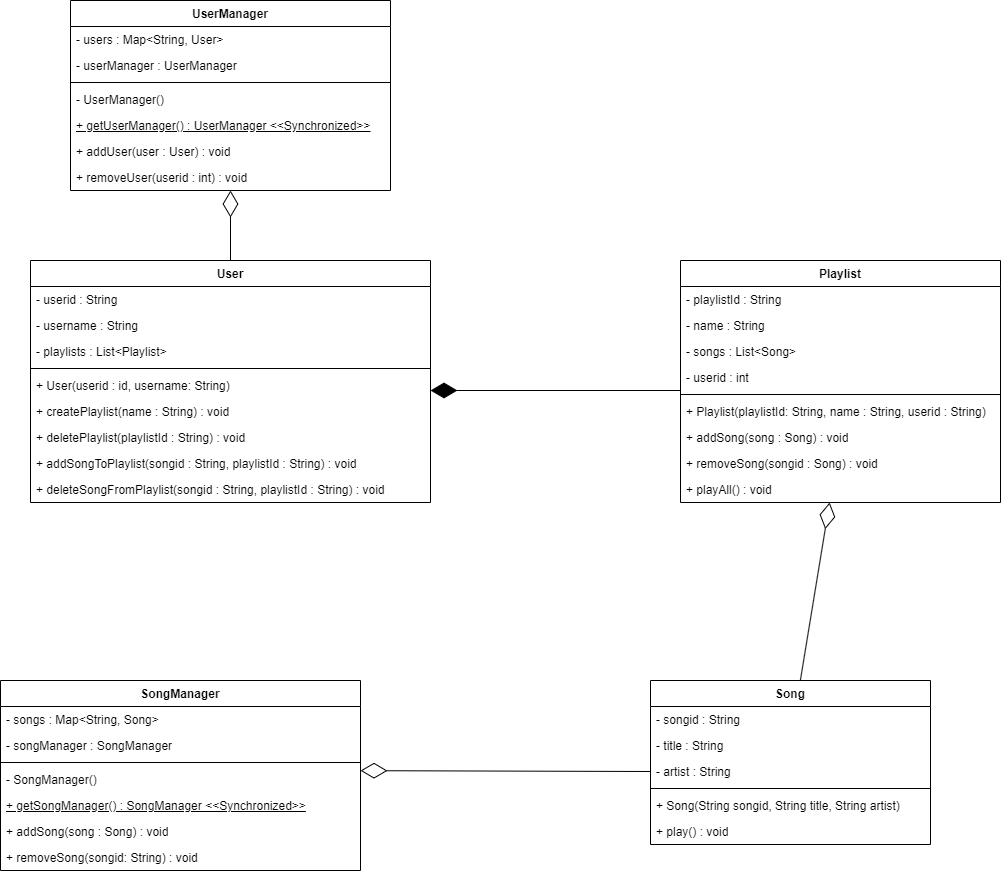 UserManager
- users : Map<String, User>
- userManager : UserManager
- UserManager()
+ getUserManager() : UserManager <<Synchronized>>
+ addUser(user : User) : void
+ removeUser(userid : int) : void
User
- userid : String
- username : String
- playlists : List<Playlist>
+ User(userid : id, username: String)
+ createPlaylist(name : String) : void
+ deletePlaylist(playlistId : String) : void
+ addSongToPlaylist(songid : String, playlistId : String) : void
+ deleteSongFromPlaylist(songid : String, playlistId : String) : void
Playlist
- playlistId : String
- name : String
- songs : List<Song>
- userid : int
+ Playlist(playlistId: String, name : String, userid : String)
+ addSong(song : Song) : void
+ removeSong(songid : Song) : void
+ playAll() : void
SongManager
- songs : Map<String, Song>
- songManager : SongManager
- SongManager()
+ getSongManager() : SongManager <<Synchronized>>
+ addSong(song : Song) : void
+ removeSong(songid: String) : void
Song
- songid : String
- title : String
- artist : String
+ Song(String songid, String title, String artist)
+ play() : void